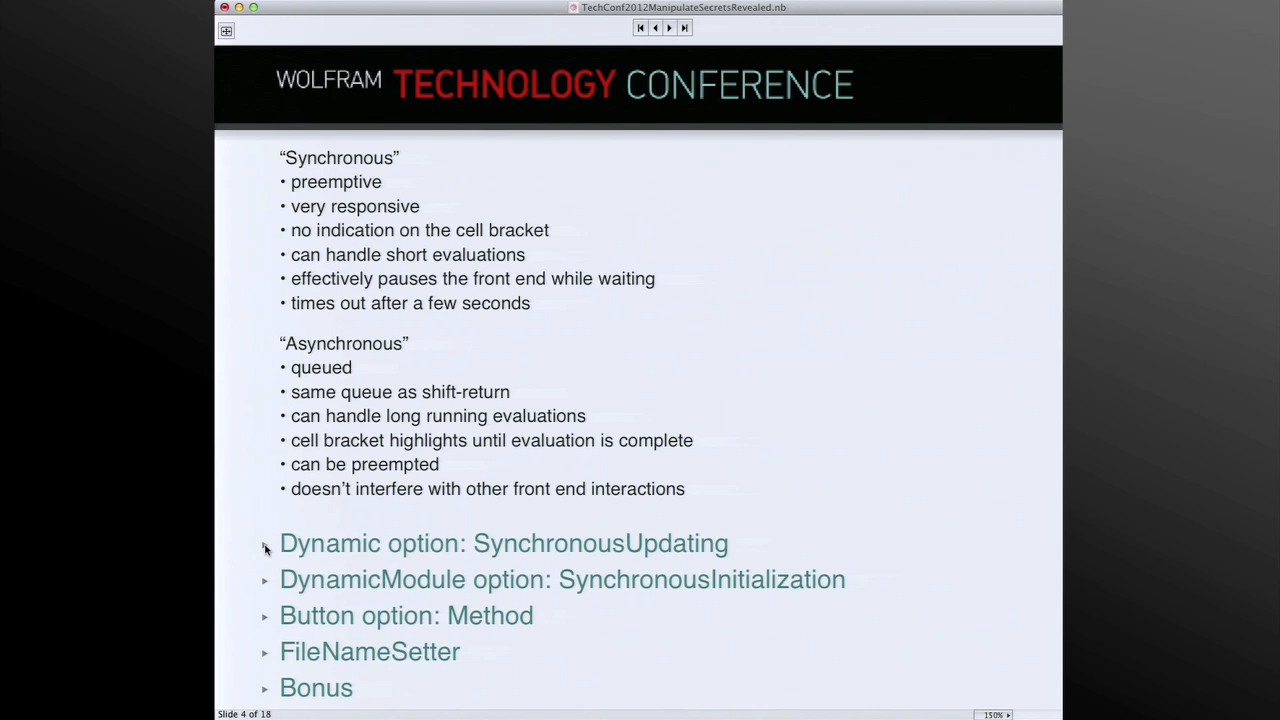 TechConf2012ManipulateSecretsRevealed.nb
WOLFRAM TECHNOLOGY CONFERENCE
“Synchronous”
• preemptive
• very responsive
• no indication on the cell bracket
• can handle short evaluations
• effectively pauses the front end while waiting
• times out after a few seconds
“Asynchronous”
• queued
• same queue as shift-return
• can handle long running evaluations
• cell bracket highlights until evaluation is complete
• can be preempted
• doesn’t interfere with other front end interactions
Dynamic option: SynchronousUpdating
DynamicModule option: SynchronousInitialization
Button option: Method
FileNameSetter
Bonus
Slide 4 of 18
150%